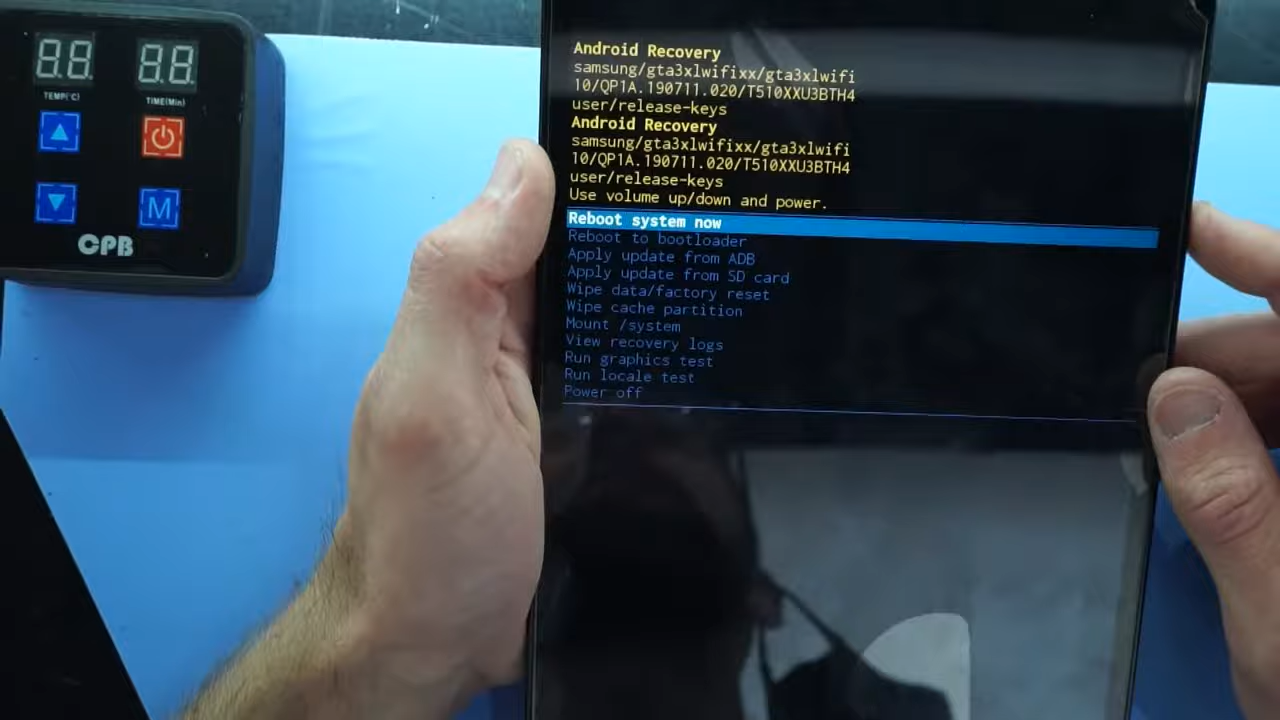 88. 88.
TEMP(°C) TIME(Min)
M
CPB
Android Recovery
samsung/gta3xlwifixx/gta3xlwifi
10/QP1A.190711.020/T510XXU3BTH4
user/release-keys
Android Recovery
samsung/gta3xlwifixx/gta3xlwifi
10/QP1A.190711.020/T510XXU3BTH4
user/release-keys
Use volume up/down and power.
Reboot system now
Reboot to bootloader
Apply update from ADB
Apply update from SD card
Wipe data/factory reset
Wipe cache partition
Mount /system
View recovery logs
Run graphics test
Run locale test
Power off